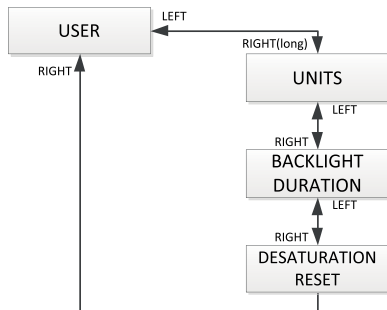 USER
LEFT
RIGHT(long)
RIGHT
UNITS
LEFT
RIGHT
BACKLIGHT
DURATION
LEFT
RIGHT
DESATURATION
RESET